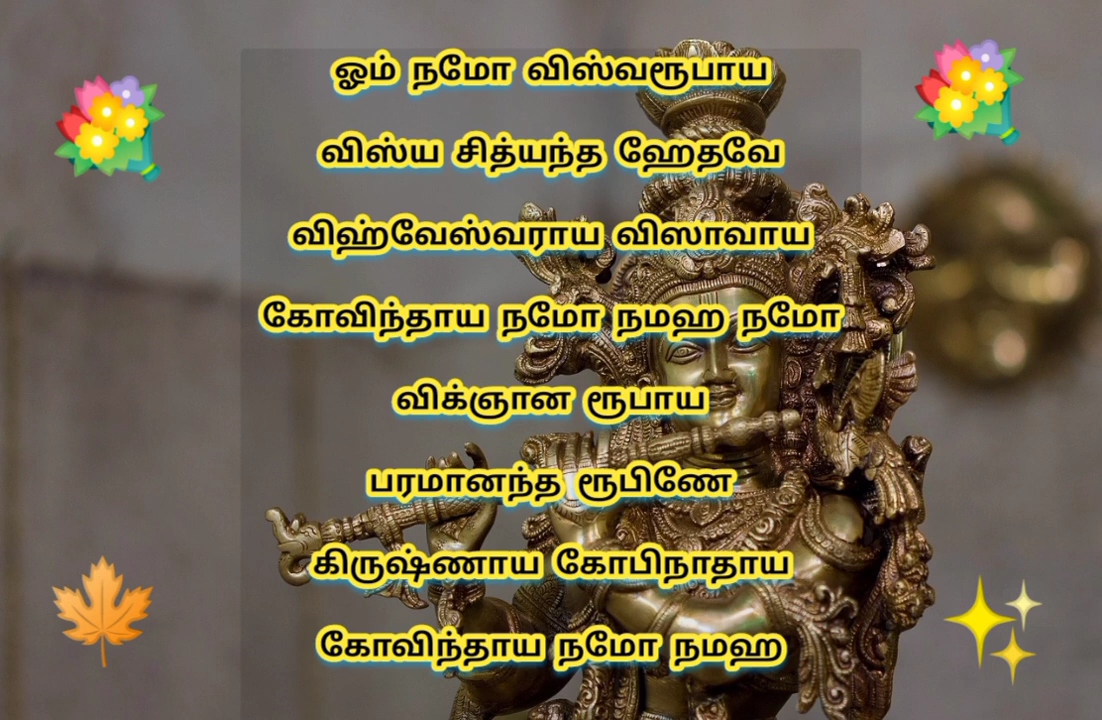 ஓம் நமோ விஸ்வரூபாய
விஸ்ய சித்யந்த ஹேதவே
விஹ்வேஸ்வராய விஸாவாய
கோவிந்தாய நமோ நமஹ நமோ
விக்ஞான ரூபாய
பரமானந்த ரூபிணே
கிருஷ்ணாய கோபிநாதாய
கோவிந்தாய நமோ நமஹ